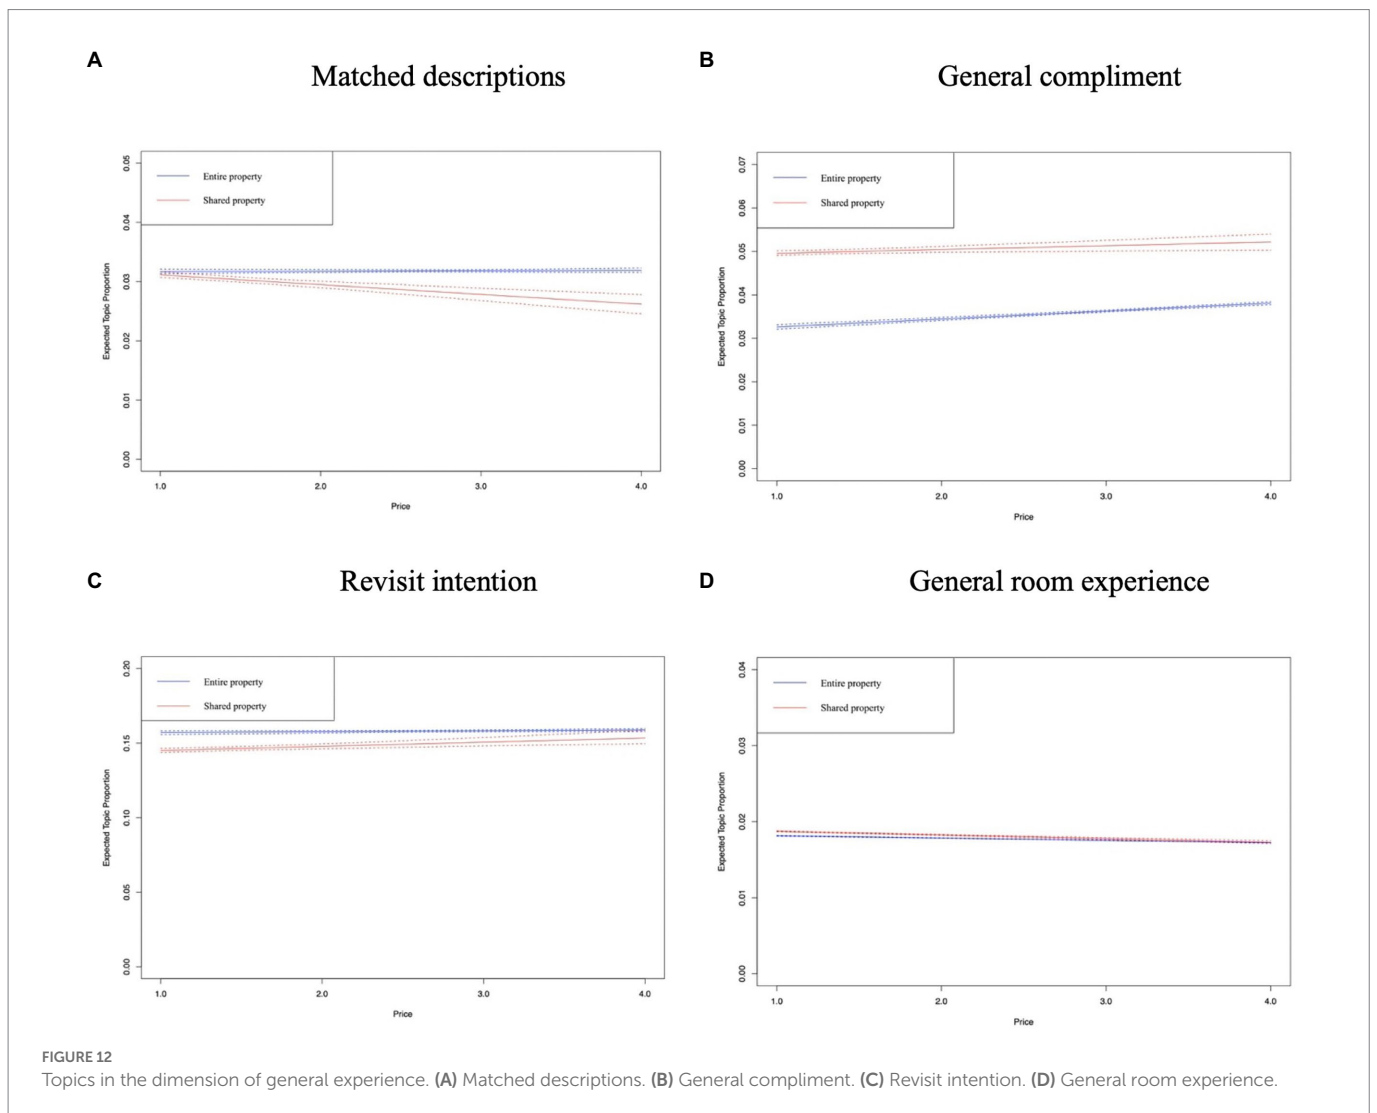 A
Matched descriptions
Entire property
Shared property
Expected Topic Proportion
0.00
0.01
0.02
0.03
0.04
0.05
1.0
2.0
3.0
4.0
Price
B
General compliment
Entire property
Shared property
Expected Topic Proportion
0.00
0.01
0.02
0.03
0.04
0.05
0.06
0.07
1.0
2.0
3.0
4.0
Price
C
Revisit intention
Entire property
Shared property
Expected Topic Proportion
0.00
0.05
0.10
0.15
0.20
1.0
2.0
3.0
4.0
Price
D
General room experience
Entire property
Shared property
Expected Topic Proportion
0.00
0.01
0.02
0.03
0.04
1.0
2.0
3.0
4.0
Price
FIGURE 12
Topics in the dimension of general experience. (A) Matched descriptions. (B) General compliment. (C) Revisit intention. (D) General room experience.